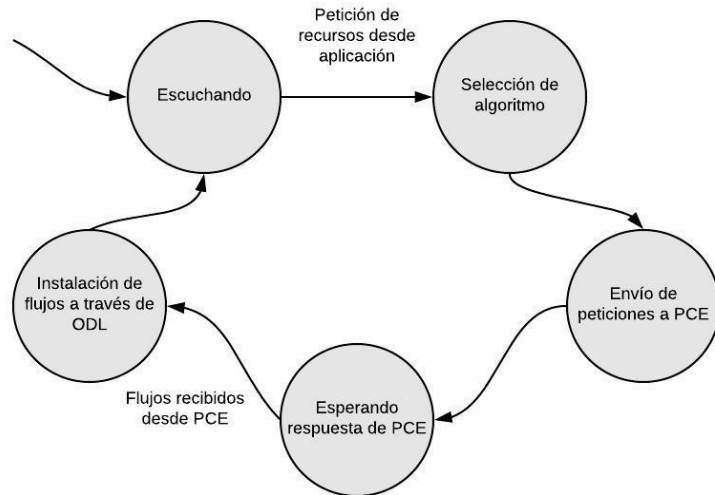 Petición de
recursos desde
aplicación
Escuchando
Selección de
algoritmo
Envío de
peticiones a PCE
Esperando
respuesta de PCE
Flujos recibidos
desde PCE
Instalación de
flujos a través de
ODL